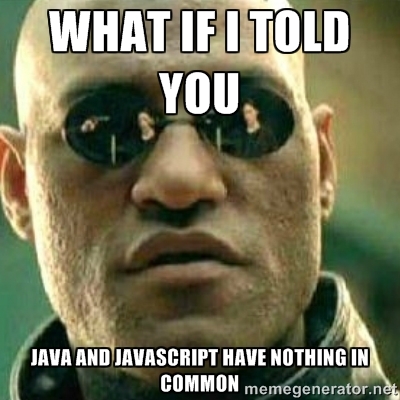 WHAT IF I TOLD
YOU
JAVA AND JAVASCRIPT HAVE NOTHING IN
COMMON
memegenerator.net